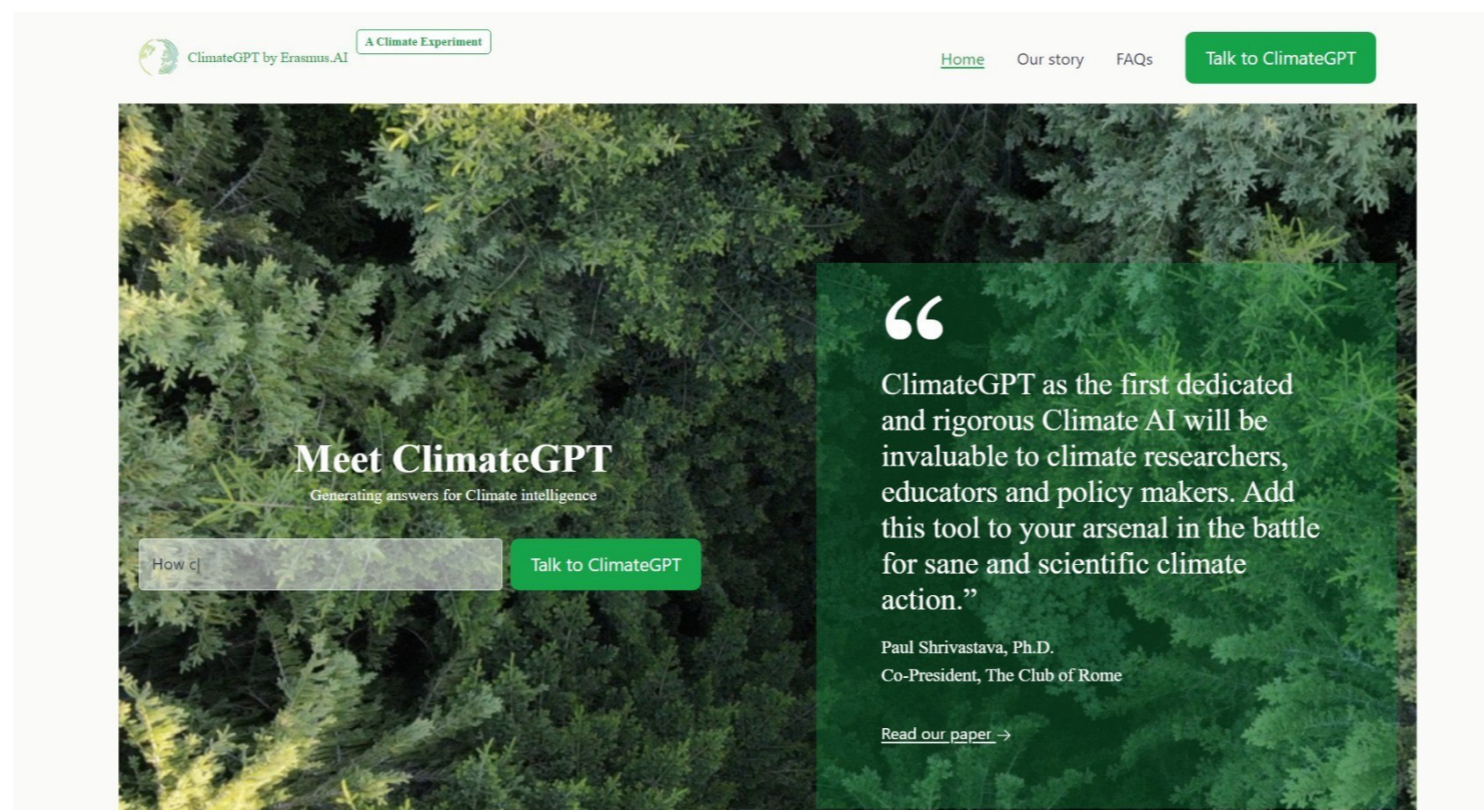 ClimateGPT by Erasmus.AI
A Climate Experiment
Home
Our story
FAQs
Talk to ClimateGPT
Meet ClimateGPT
Generating answers for Climate intelligence
How c
Talk to ClimateGPT
“
ClimateGPT as the first dedicated
and rigorous Climate AI will be
invaluable to climate researchers,
educators and policy makers. Add
this tool to your arsenal in the battle
for sane and scientific climate
action.”
Paul Shrivastava, Ph.D.
Co-President, The Club of Rome
Read our paper →